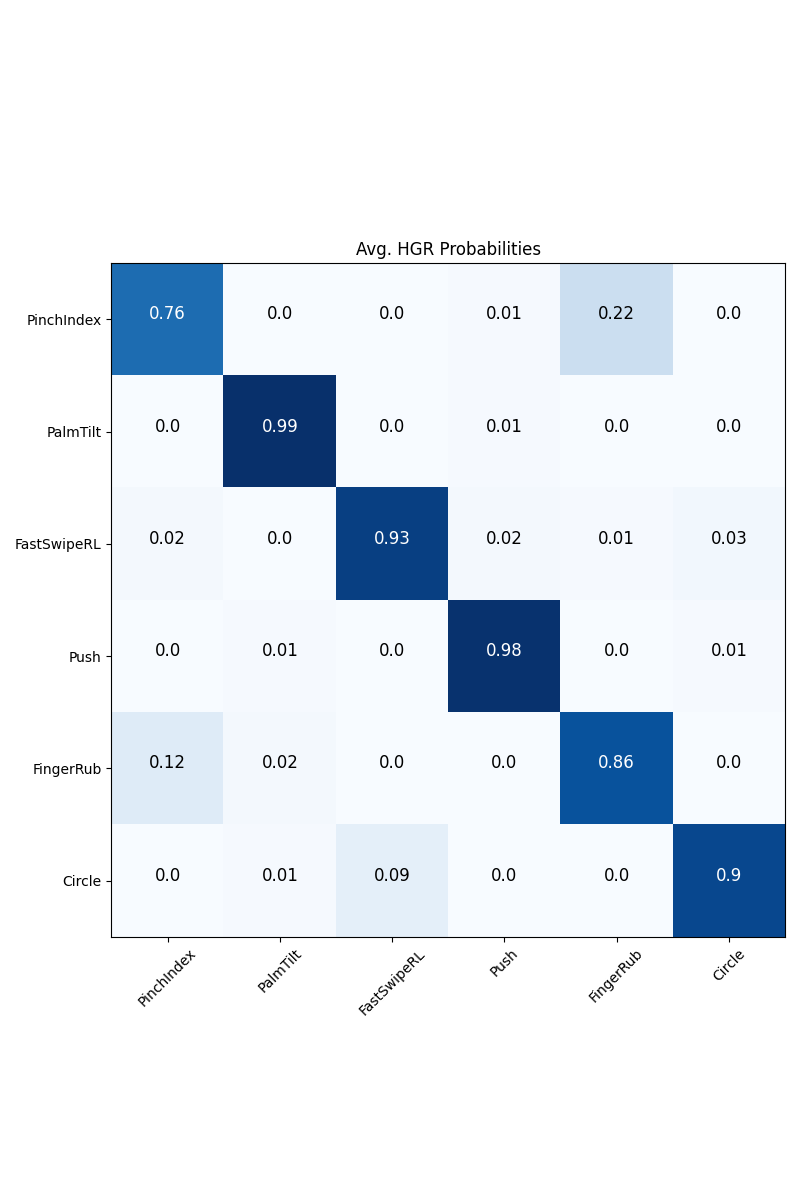 Avg. HGR Probabilities
PinchIndex 0.76 0.0 0.0 0.01 0.22 0.0
PalmTilt 0.0 0.99 0.0 0.01 0.0 0.0
FastSwipeRL 0.02 0.0 0.93 0.02 0.01 0.03
Push 0.0 0.01 0.0 0.98 0.0 0.01
FingerRub 0.12 0.02 0.0 0.0 0.86 0.0
Circle 0.0 0.01 0.09 0.0 0.0 0.9
PinchIndex PalmTilt FastSwipeRL Push FingerRub Circle